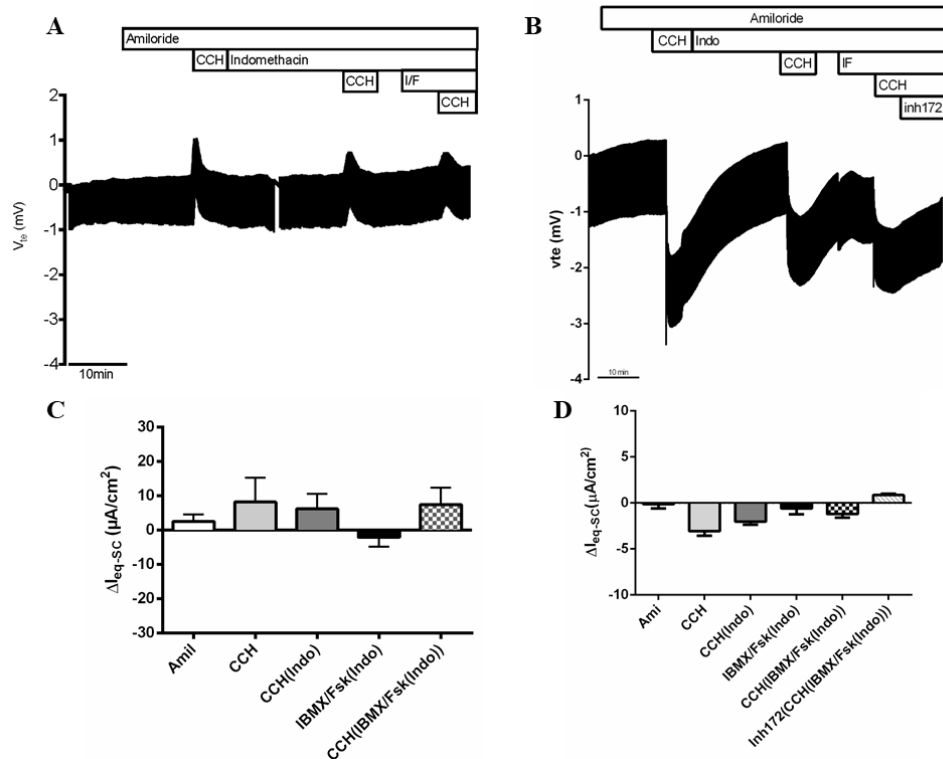 A
Amiloride
CCH Indomethacin
CCH I/F
CCH
2
1
0
-1
-2
-3
-4
Vte (mV)
10min
B
Amiloride
CCH Indo
CCH IF
CCH
inh172
0
-1
-2
-3
-4
vte (mV)
10 min
C
30
20
10
0
-10
-20
-30
ΔIeq-SC (µA/cm²)
Amil
CCH
CCH(Indo)
IBMX/Fsk(Indo)
CCH(IBMX/Fsk(Indo))
D
10
5
0
-5
-10
ΔIeq-SC(µA/cm²)
Ami
CCH
CCH(Indo)
IBMX/Fsk(Indo)
CCH(IBMX/Fsk(Indo))
Inh172(CCH(IBMX/Fsk(Indo)))